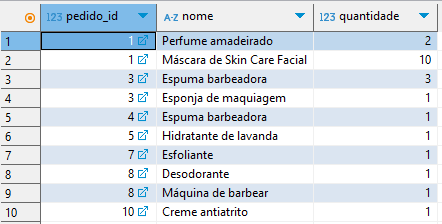 123 pedido_id A-Z nome 123 quantidade
1 1 Perfume amadeirado 2
2 1 Máscara de Skin Care Facial 10
3 3 Espuma barbeadora 3
4 3 Esponja de maquiagem 1
5 4 Espuma barbeadora 1
6 5 Hidratante de lavanda 1
7 7 Esfoliante 1
8 8 Desodorante 1
9 8 Máquina de barbear 1
10 10 Creme antiatrito 1